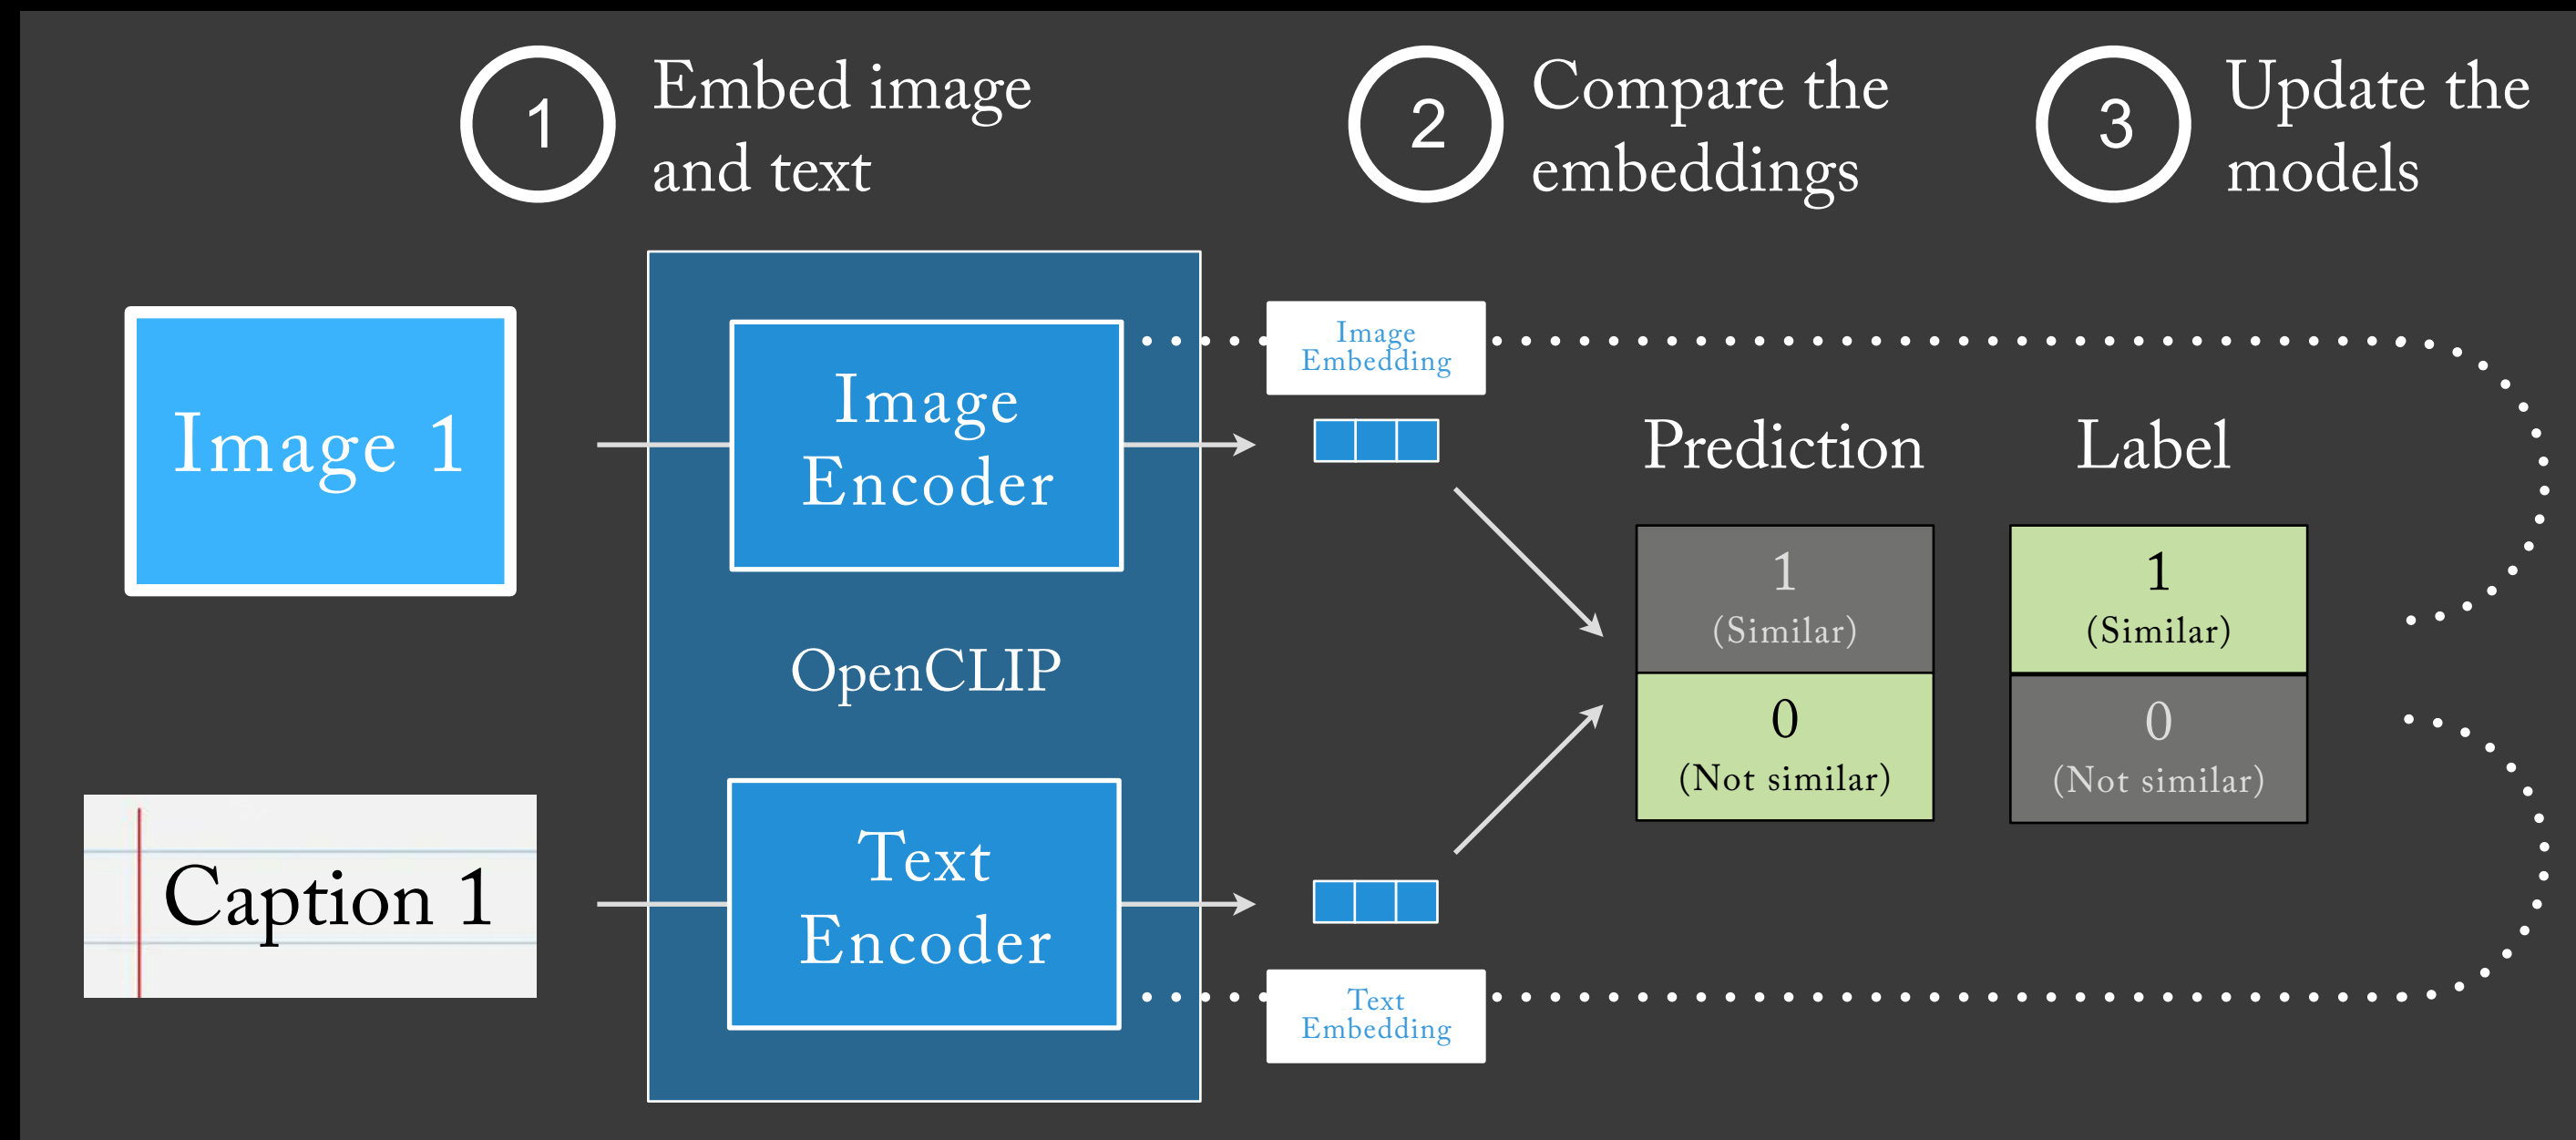 1
Embed image
and text
2
Compare the
embeddings
3
Update the
models
Image 1
Image
Encoder
OpenCLIP
Caption 1
Text
Encoder
Image
Embedding
Text
Embedding
Prediction
1
(Similar)
0
(Not similar)
Label
1
(Similar)
0
(Not similar)